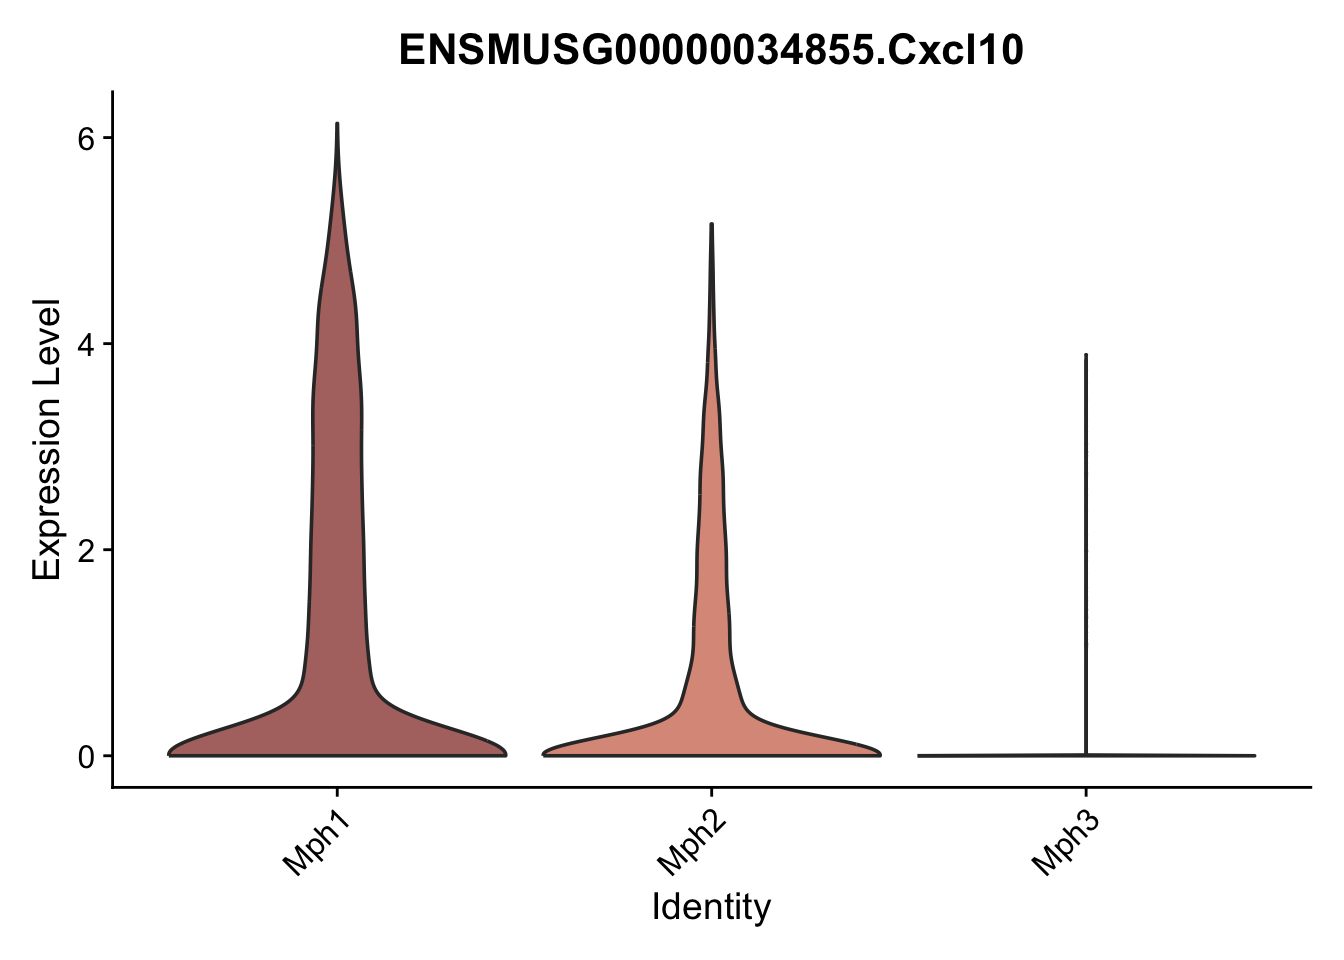 ENSMUSG00000034855.Cxcl10
Expression Level
6
4
2
0
Mph1
Mph2
Mph3
Identity